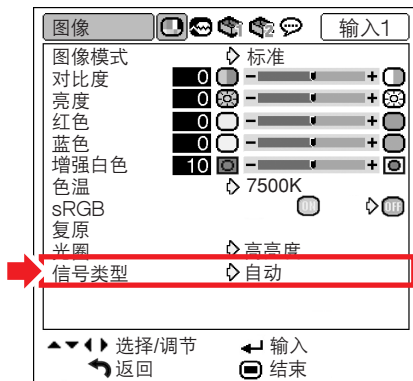 图像 输入1
图像模式 标准
对比度 0 - +
亮度 0 - +
红色 0 - +
蓝色 0 - +
增强白色 10 - +
色温 7500K
sRGB ON OFF
复原
光圈 高亮度
信号类型 自动
选择/调节 输入
返回 结束